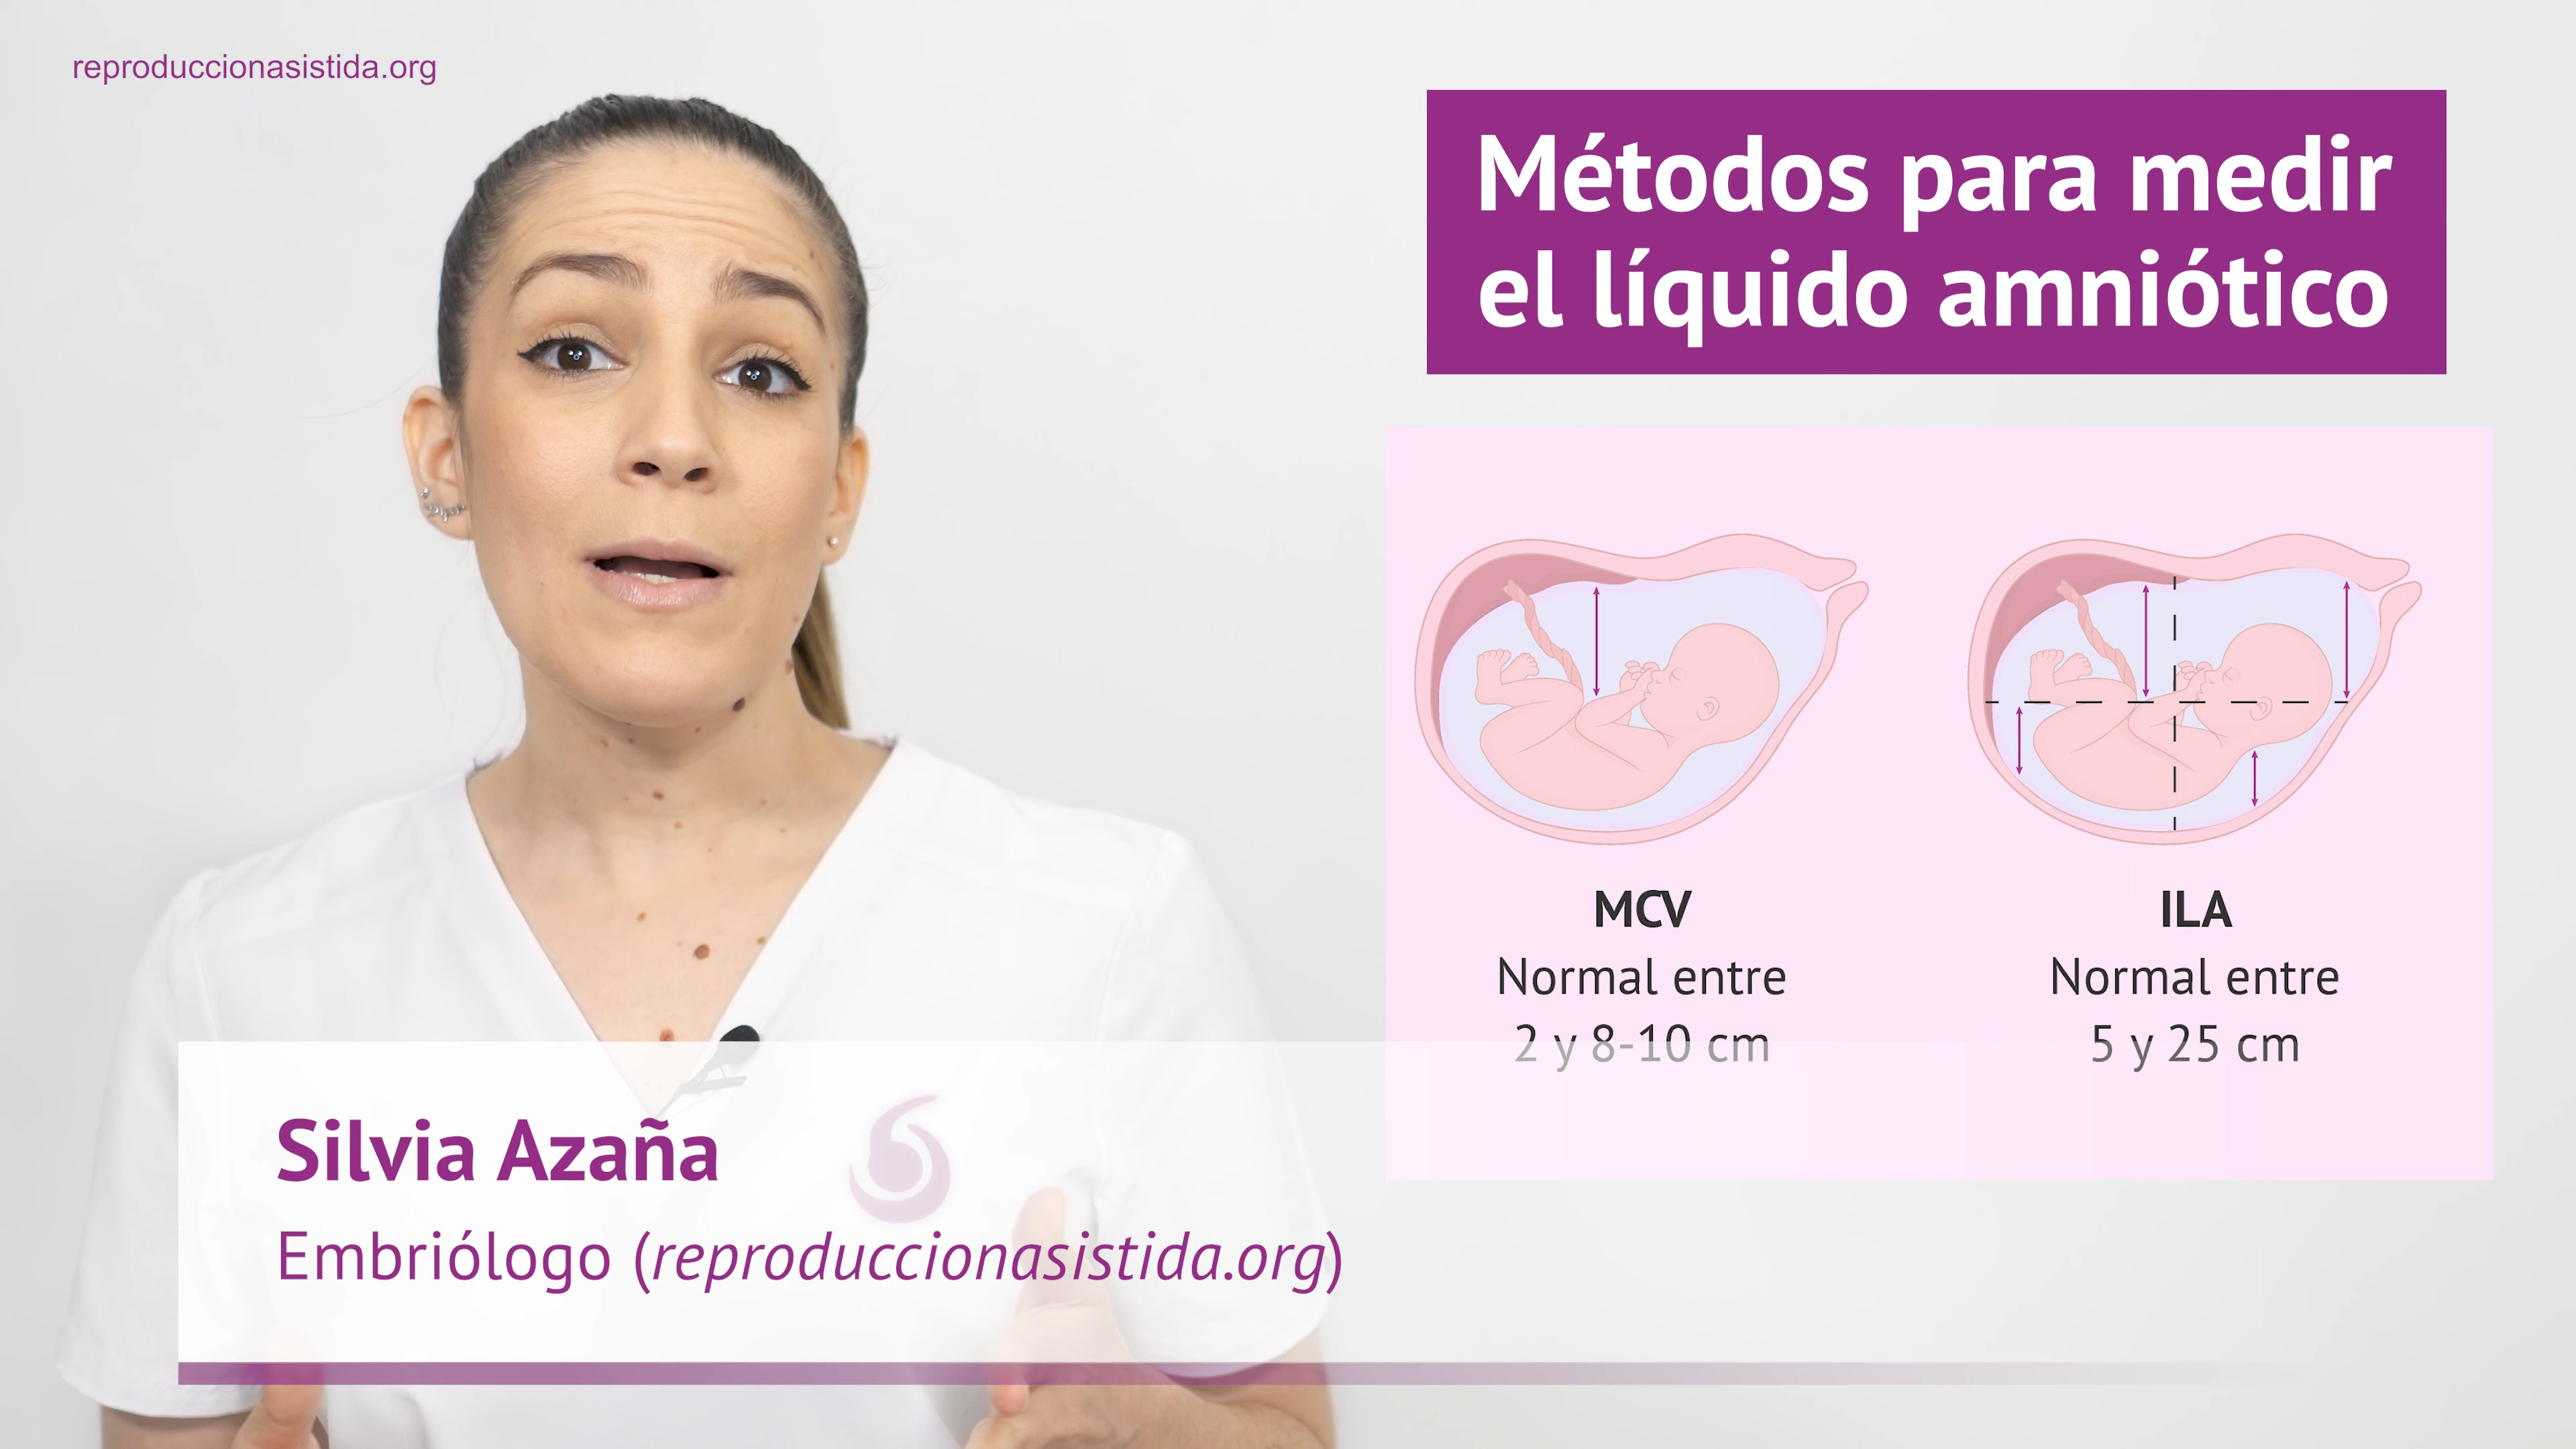 reproduccionasistida.org
Métodos para medir
el líquido amniótico
MCV
Normal entre
2 y 8-10 cm
ILA
Normal entre
5 y 25 cm
Silvia Azaña
Embriólogo (reproduccionasistida.org)